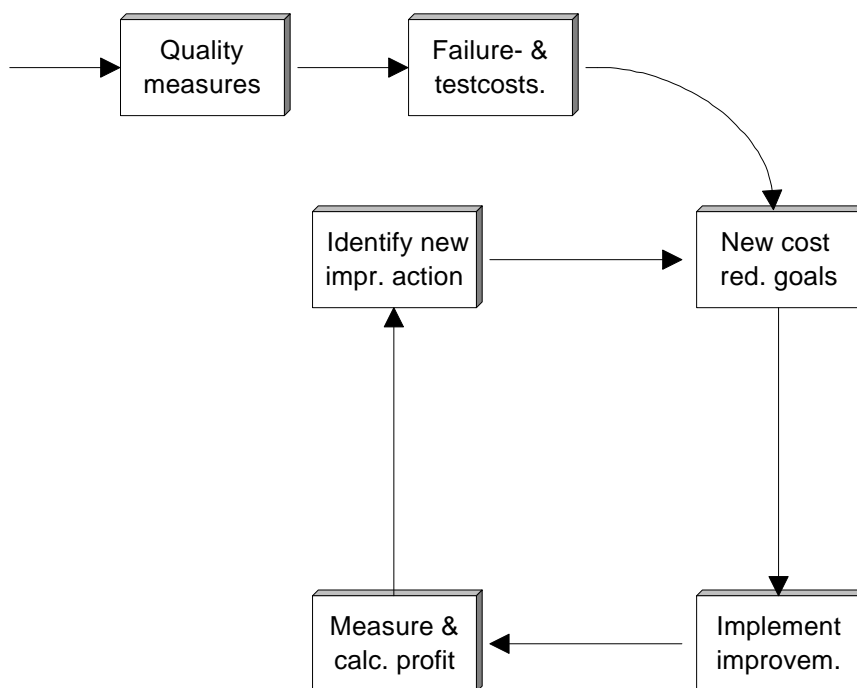 Quality
measures
Failure- &
testcosts.
Identify new
impr. action
New cost
red. goals
Measure &
calc. profit
Implement
improvem.